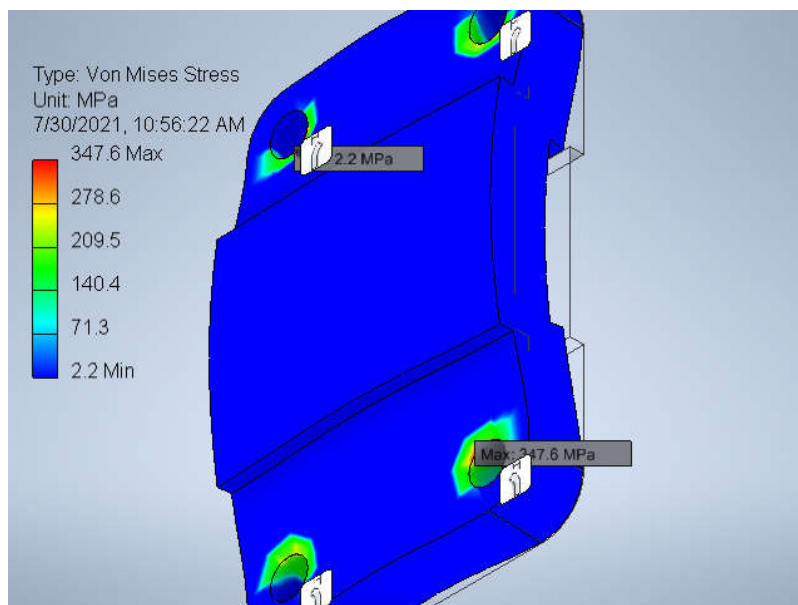 Type: Von Mises Stress
Unit: MPa
7/30/2021, 10:56:22 AM
347.6 Max
278.6
209.5
140.4
71.3
2.2 Min
2.2 MPa
Max: 347.6 MPa